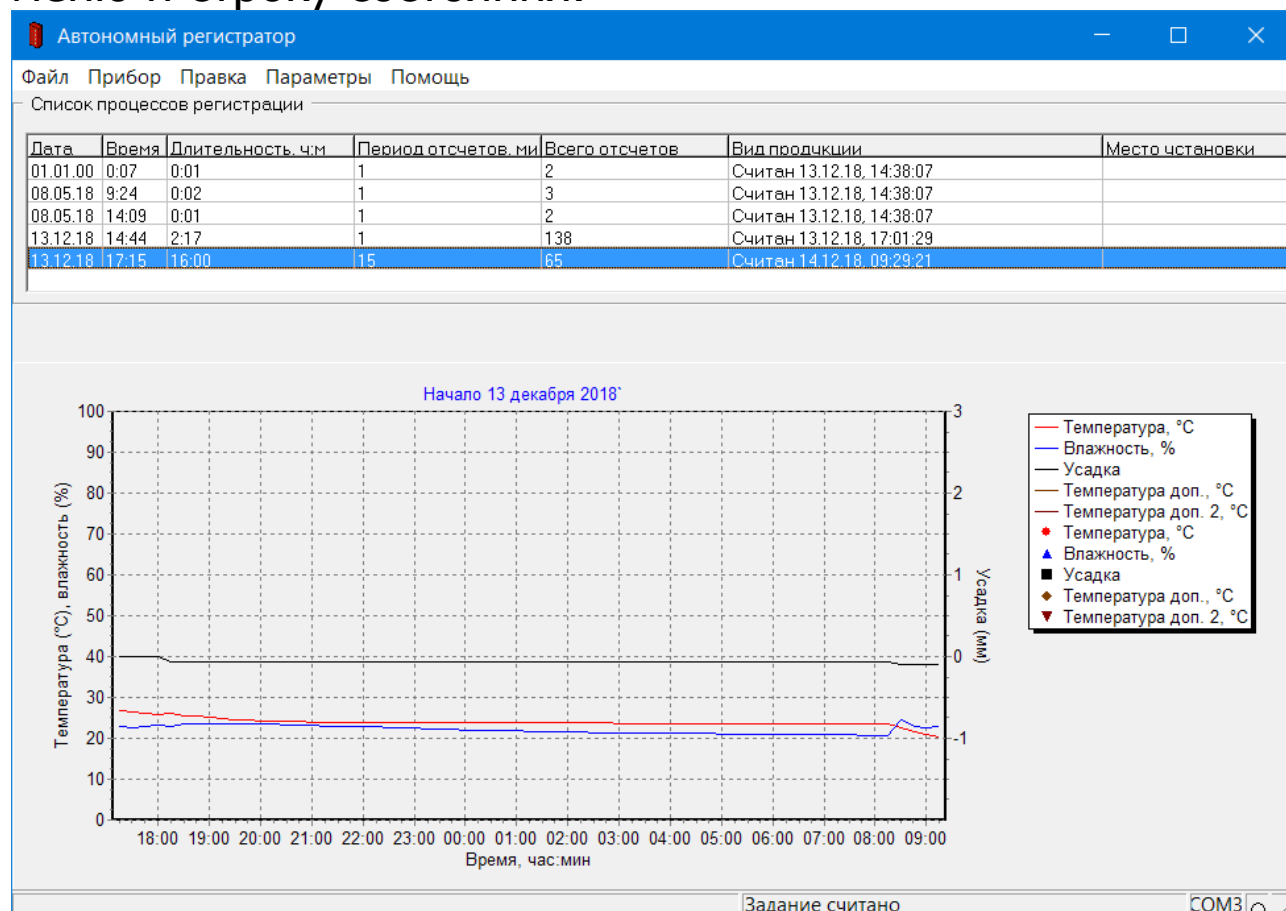 Автономный регистратор
Файл Прибор Правка Параметры Помощь
Список процессов регистрации
Дата Время Длительность, ч:м Период отсчетов, ми Всего отсчетов Вид продукции Место установки
01.01.00 0:07 0:01 1 2 Считан 13.12.18, 14:38:07
08.05.18 9:24 0:02 1 3 Считан 13.12.18, 14:38:07
08.05.18 14:09 0:01 1 2 Считан 13.12.18, 14:38:07
13.12.18 14:44 2:17 1 138 Считан 13.12.18, 17:01:29
13.12.18 17:15 16:00 15 65 Считан 14.12.18, 09:29:21
Начало 13 декабря 2018`
Температура (°C), влажность (%)
100
90
80
70
60
50
40
30
20
10
0
3
2
1
0
-1
Усадка (мм)
18:00 19:00 20:00 21:00 22:00 23:00 00:00 01:00 02:00 03:00 04:00 05:00 06:00 07:00 08:00 09:00
Время, час:мин
Температура, °C
Влажность, %
Усадка
Температура доп., °C
Температура доп. 2, °C
Температура, °C
Влажность, %
Усадка
Температура доп., °C
Температура доп. 2, °C
Задание считано COM3